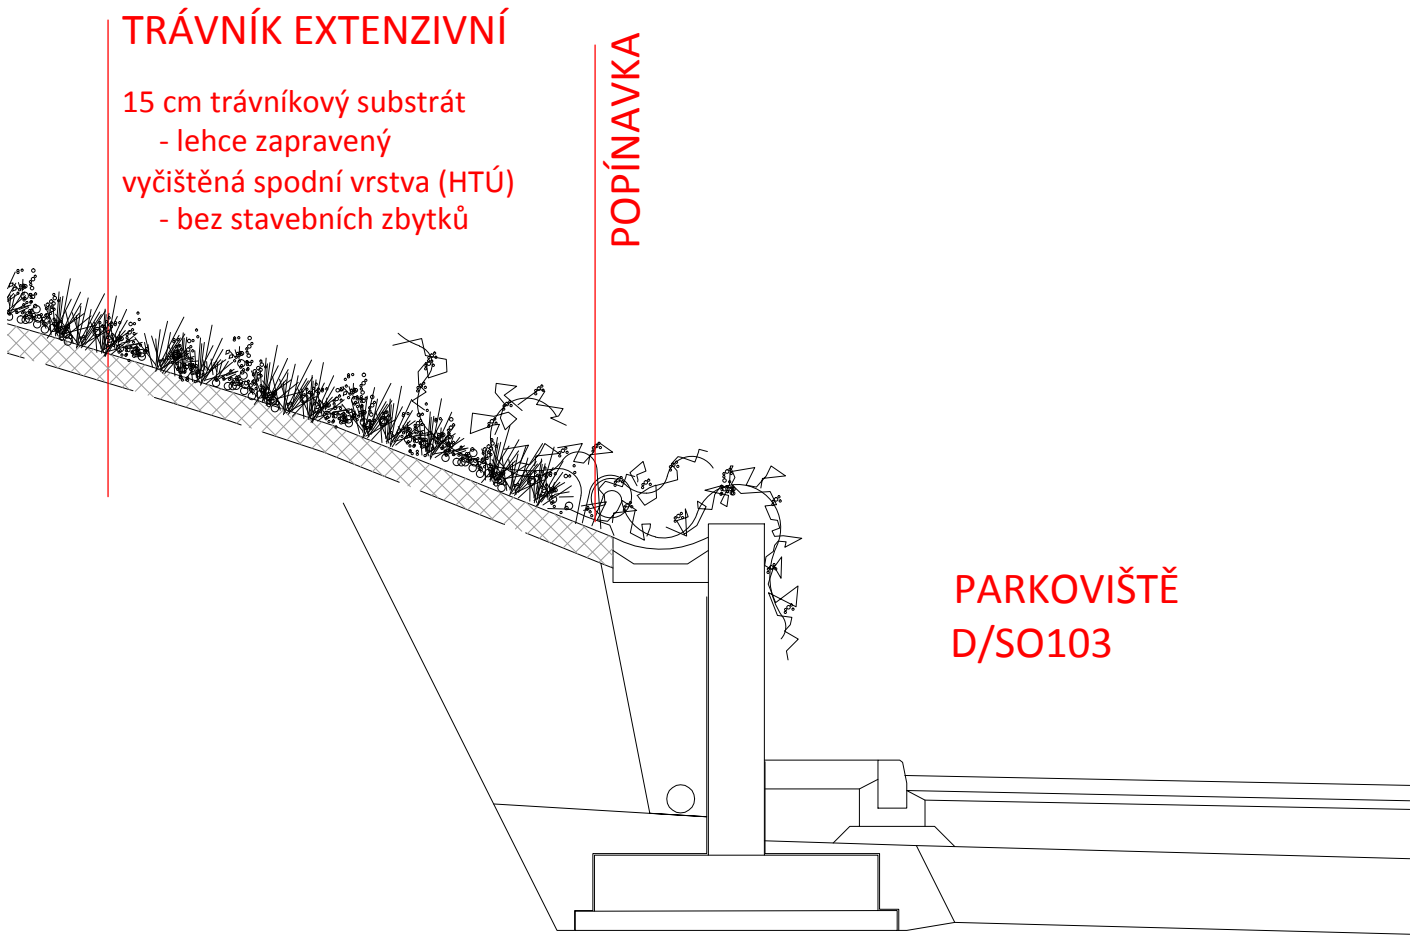 TRÁVNÍK EXTENZIVNÍ
15 cm trávníkový substrát
- lehce zapravený
vyčištěná spodní vrstva (HTÚ)
- bez stavebních zbytků
POPÍNAVKA
PARKOVIŠTĚ
D/SO103